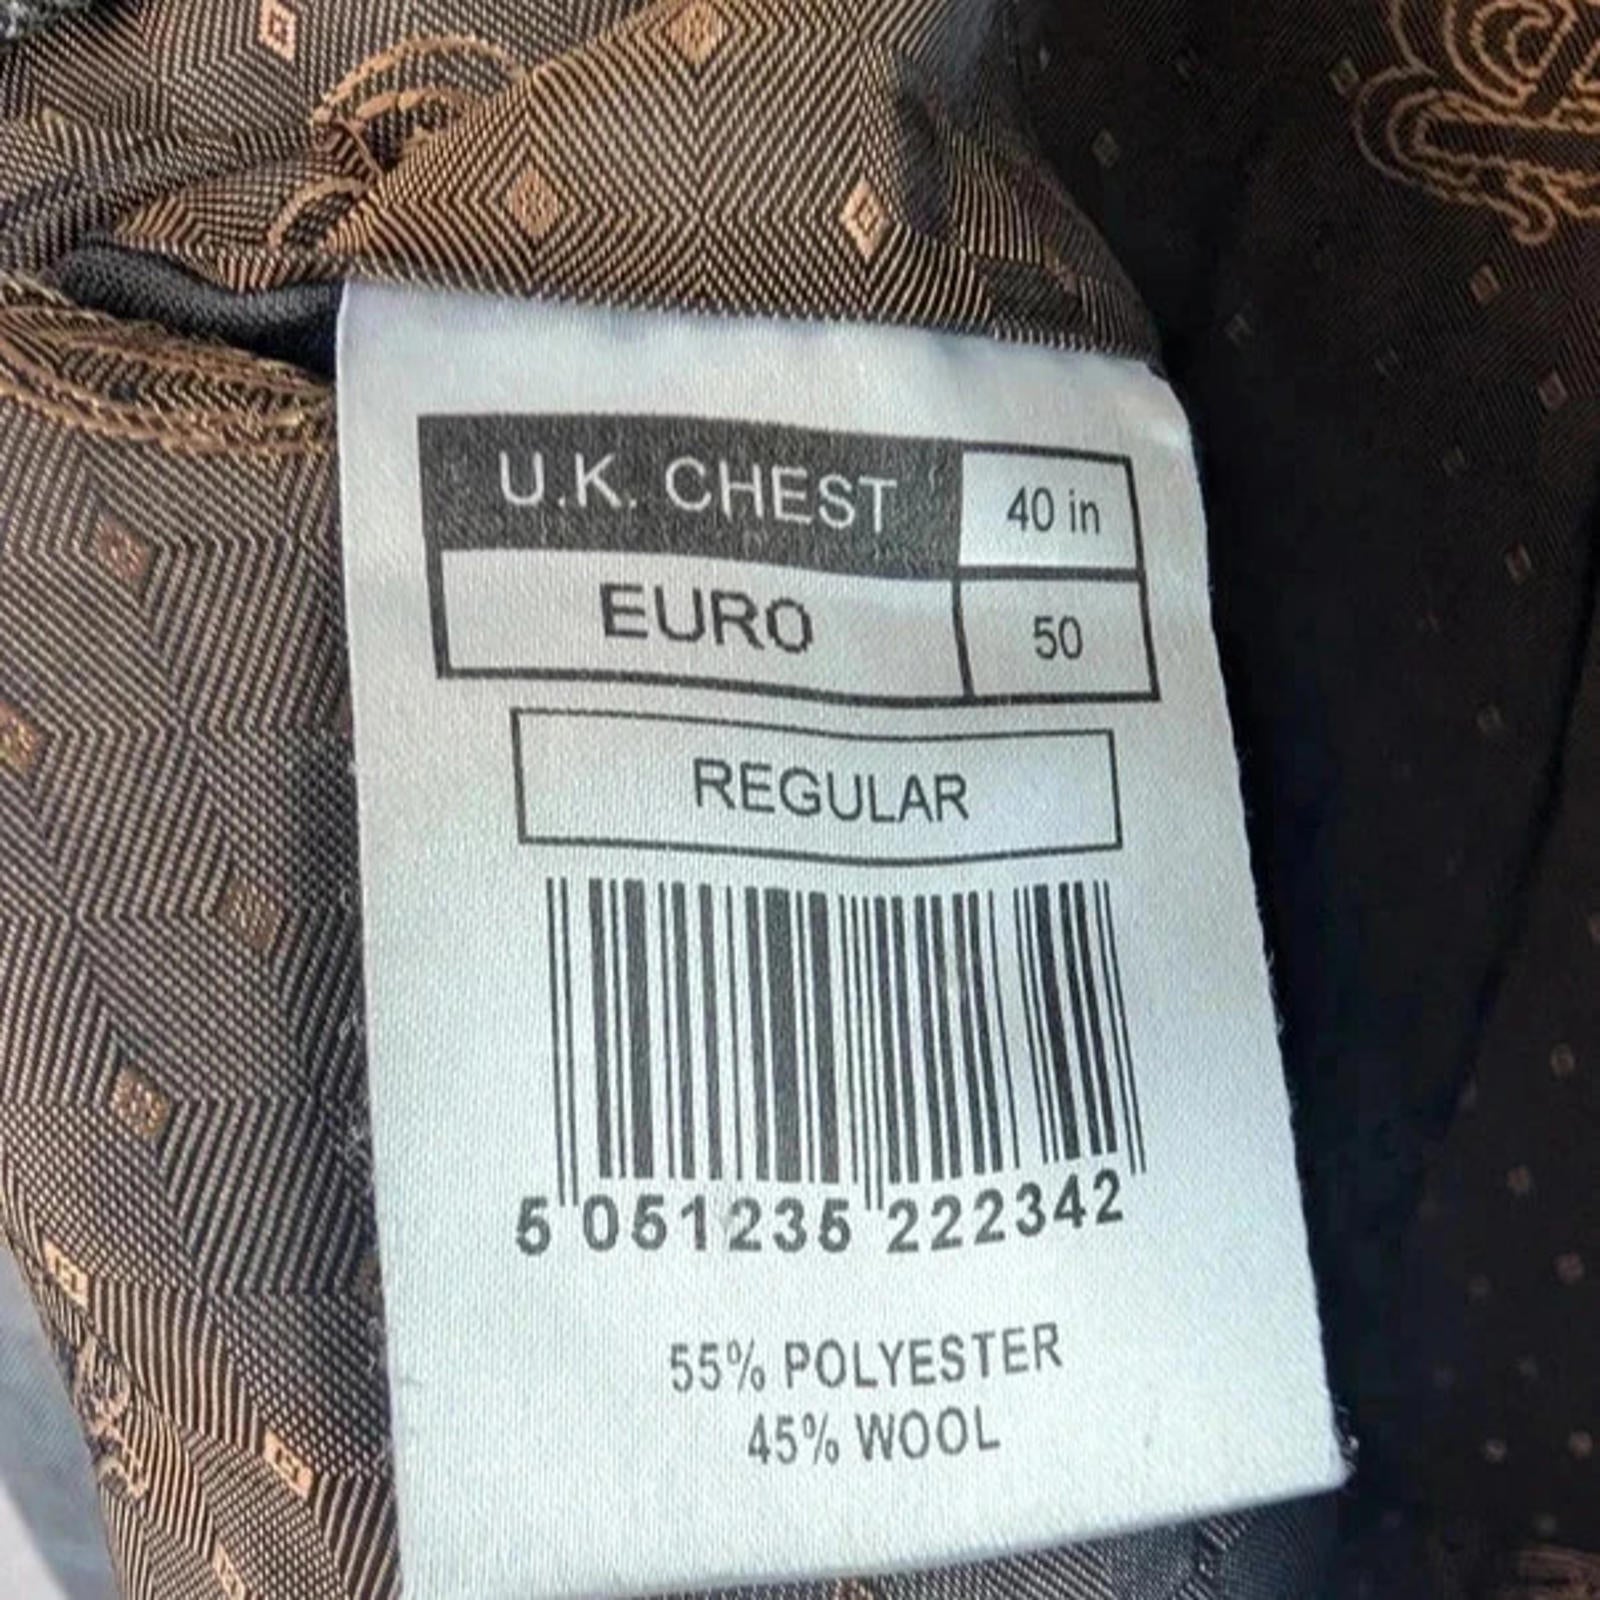 U.K. CHEST 40 in
EURO 50
REGULAR
5 051235 222342
55% POLYESTER
45% WOOL